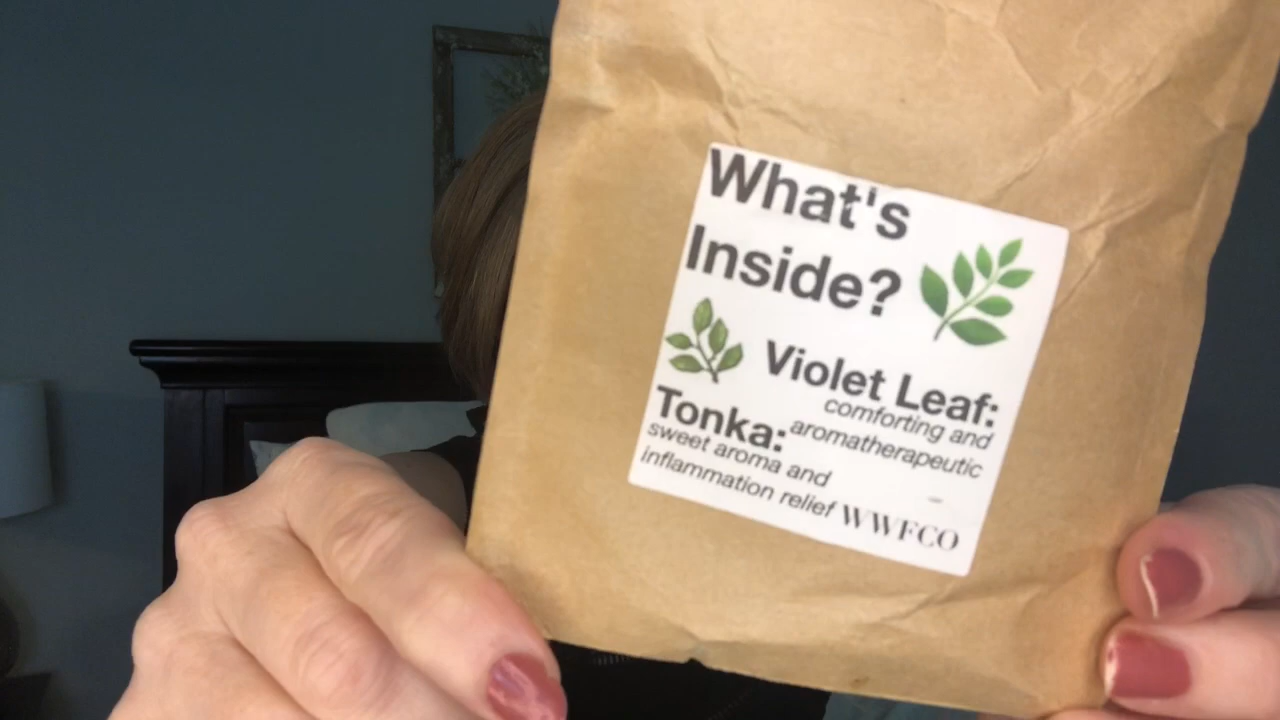 What's
Inside?
Violet Leaf:
comforting and
aromatherapeutic
Tonka:
sweet aroma and
inflammation relief
WWFCO